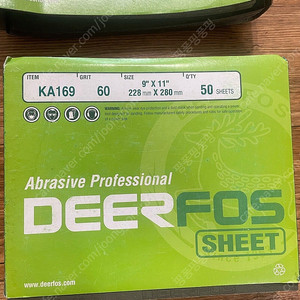 ITEM GRIT SIZE Q'TY
KA169 60 9" X 11" 50 SHEETS
228 mm X 280 mm
Abrasive Professional
DEERFOS
SHEET
www.deerfos.com